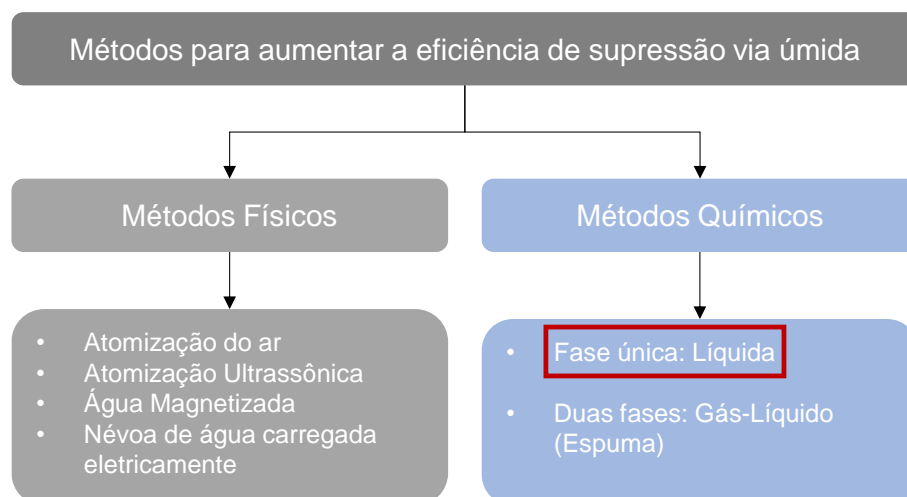 Métodos para aumentar a eficiência de supressão via úmida
Métodos Físicos
Métodos Químicos
• Atomização do ar
• Atomização Ultrassônica
• Água Magnetizada
• Névoa de água carregada
eletricamente
• Fase única: Líquida
• Duas fases: Gás-Líquido
(Espuma)